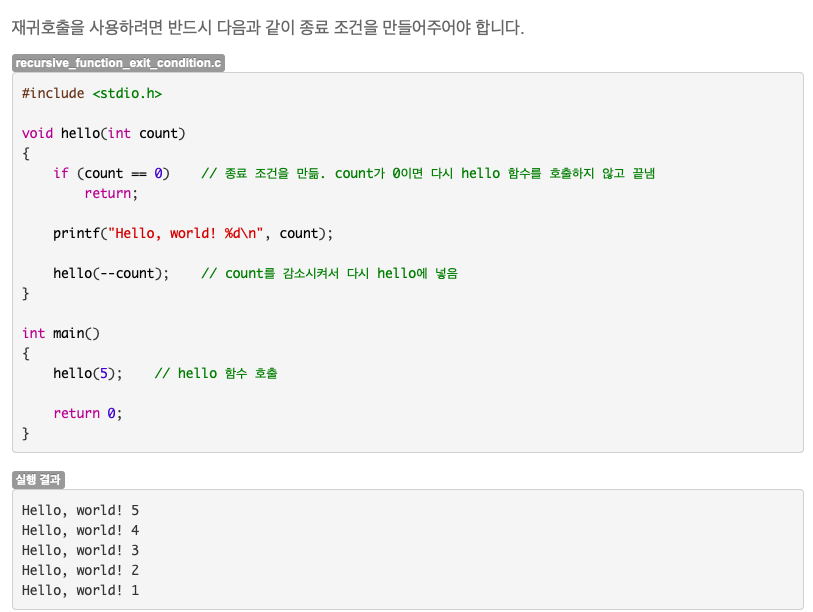 재귀호출을 사용하려면 반드시 다음과 같이 종료 조건을 만들어주어야 합니다.
recursive_function_exit_condition.c
#include <stdio.h>
void hello(int count)
{
    if (count == 0)    // 종료 조건을 만듦. count가 0이면 다시 hello 함수를 호출하지 않고 끝냄
        return;
    printf("Hello, world! %d\n", count);
    hello(--count);    // count를 감소시켜서 다시 hello에 넣음
}
int main()
{
    hello(5);    // hello 함수 호출
    return 0;
}
실행 결과
Hello, world! 5
Hello, world! 4
Hello, world! 3
Hello, world! 2
Hello, world! 1